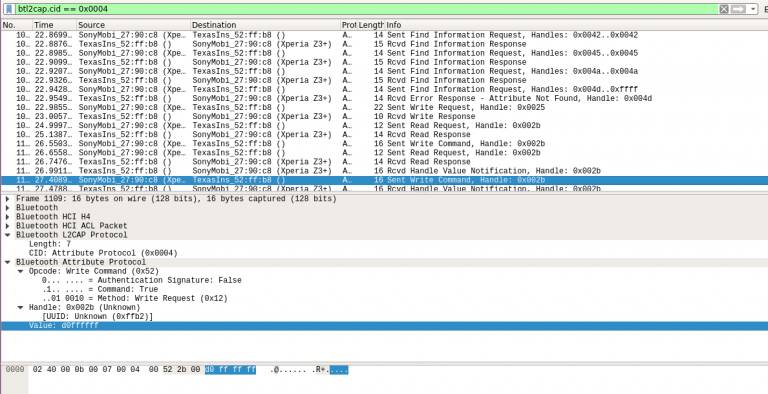 btl2cap.cid == 0x0004
No. Time Source Destination Prot Length Info
10… 22.8699… SonyMobi_27:90:c8 (Xpe… TexasIns_52:ff:b8 () A… 14 Sent Find Information Request, Handles: 0x0042..0x0042
10… 22.8876… TexasIns_52:ff:b8 () SonyMobi_27:90:c8 (Xperia Z3+) A… 15 Rcvd Find Information Response
10… 22.8985… SonyMobi_27:90:c8 (Xpe… TexasIns_52:ff:b8 () A… 14 Sent Find Information Request, Handles: 0x0045..0x0045
10… 22.9099… TexasIns_52:ff:b8 () SonyMobi_27:90:c8 (Xperia Z3+) A… 15 Rcvd Find Information Response
10… 22.9207… SonyMobi_27:90:c8 (Xpe… TexasIns_52:ff:b8 () A… 14 Sent Find Information Request, Handles: 0x004a..0x004a
10… 22.9326… TexasIns_52:ff:b8 () SonyMobi_27:90:c8 (Xperia Z3+) A… 15 Rcvd Find Information Response
10… 22.9428… SonyMobi_27:90:c8 (Xpe… TexasIns_52:ff:b8 () A… 14 Sent Find Information Request, Handles: 0x004d..0xffff
10… 22.9549… TexasIns_52:ff:b8 () SonyMobi_27:90:c8 (Xperia Z3+) A… 14 Rcvd Error Response - Attribute Not Found, Handle: 0x004d
10… 22.9855… SonyMobi_27:90:c8 (Xpe… TexasIns_52:ff:b8 () A… 22 Sent Write Request, Handle: 0x0025
10… 23.0057… TexasIns_52:ff:b8 () SonyMobi_27:90:c8 (Xperia Z3+) A… 10 Rcvd Write Response
10… 24.9997… SonyMobi_27:90:c8 (Xpe… TexasIns_52:ff:b8 () A… 12 Sent Read Request, Handle: 0x002b
10… 25.1387… TexasIns_52:ff:b8 () SonyMobi_27:90:c8 (Xperia Z3+) A… 14 Rcvd Read Response
11… 26.5503… SonyMobi_27:90:c8 (Xpe… TexasIns_52:ff:b8 () A… 16 Sent Write Command, Handle: 0x002b
11… 26.6558… SonyMobi_27:90:c8 (Xpe… TexasIns_52:ff:b8 () A… 12 Sent Read Request, Handle: 0x002b
11… 26.7476… TexasIns_52:ff:b8 () SonyMobi_27:90:c8 (Xperia Z3+) A… 14 Rcvd Read Response
11… 26.9911… TexasIns_52:ff:b8 () SonyMobi_27:90:c8 (Xperia Z3+) A… 16 Rcvd Handle Value Notification, Handle: 0x002b
11… 27.4089… SonyMobi_27:90:c8 (Xpe… TexasIns_52:ff:b8 () A… 16 Sent Write Command, Handle: 0x002b
11… 27.4788… TexasIns_52:ff:b8 () SonyMobi_27:90:c8 (Xperia Z3+) A… 16 Rcvd Handle Value Notification, Handle: 0x002b
Frame 1109: 16 bytes on wire (128 bits), 16 bytes captured (128 bits)
Bluetooth
Bluetooth HCI H4
Bluetooth HCI ACL Packet
Bluetooth L2CAP Protocol
Length: 7
CID: Attribute Protocol (0x0004)
Bluetooth Attribute Protocol
Opcode: Write Command (0x52)
0... .... = Authentication Signature: False
.1.. .... = Command: True
..01 0010 = Method: Write Request (0x12)
Handle: 0x002b (Unknown)
[UUID: Unknown (0xffb2)]
Value: d0ffffff
0000 02 40 00 0b 00 07 00 04 00 52 2b 00 d0 ff ff ff .@...... .R+.....